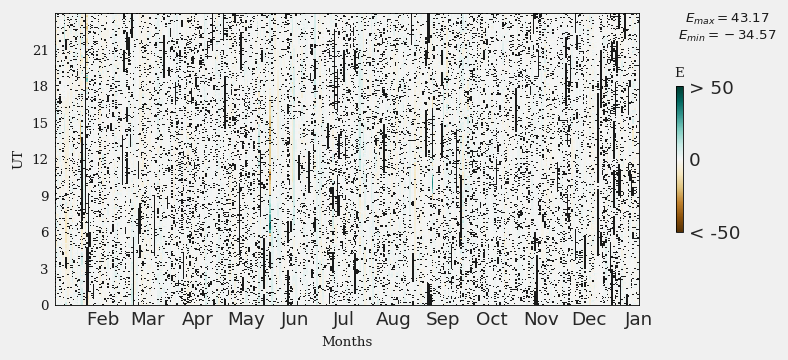 E_max = 43.17
E_min = −34.57
E
> 50
0
< -50
UT
21
18
15
12
9
6
3
0
Feb Mar Apr May Jun Jul Aug Sep Oct Nov Dec Jan
Months